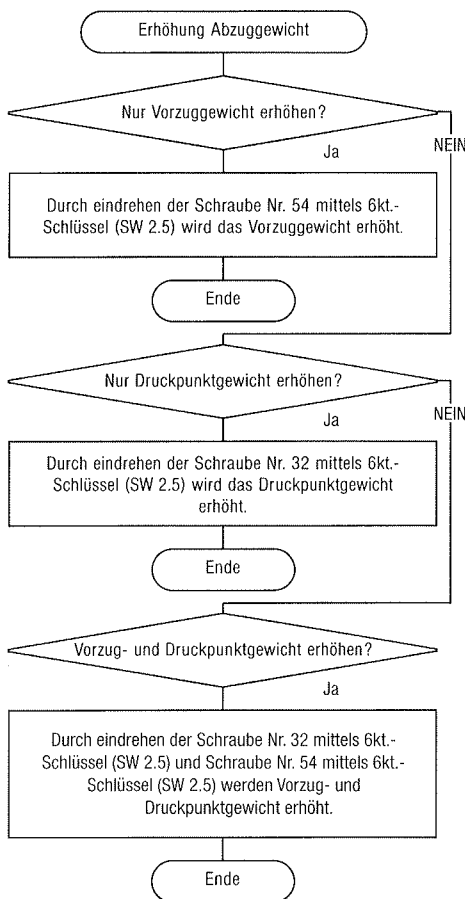 Erhöhung Abzuggewicht
Nur Vorzuggewicht erhöhen?
Ja
NEIN
Durch eindrehen der Schraube Nr. 54 mittels 6kt.-
Schlüssel (SW 2.5) wird das Vorzuggewicht erhöht.
Ende
Nur Druckpunktgewicht erhöhen?
Ja
NEIN
Durch eindrehen der Schraube Nr. 32 mittels 6kt.-
Schlüssel (SW 2.5) wird das Druckpunktgewicht
erhöht.
Ende
Vorzug- und Druckpunktgewicht erhöhen?
Ja
Durch eindrehen der Schraube Nr. 32 mittels 6kt.-
Schlüssel (SW 2.5) und Schraube Nr. 54 mittels 6kt.-
Schlüssel (SW 2.5) werden Vorzug- und
Druckpunktgewicht erhöht.
Ende